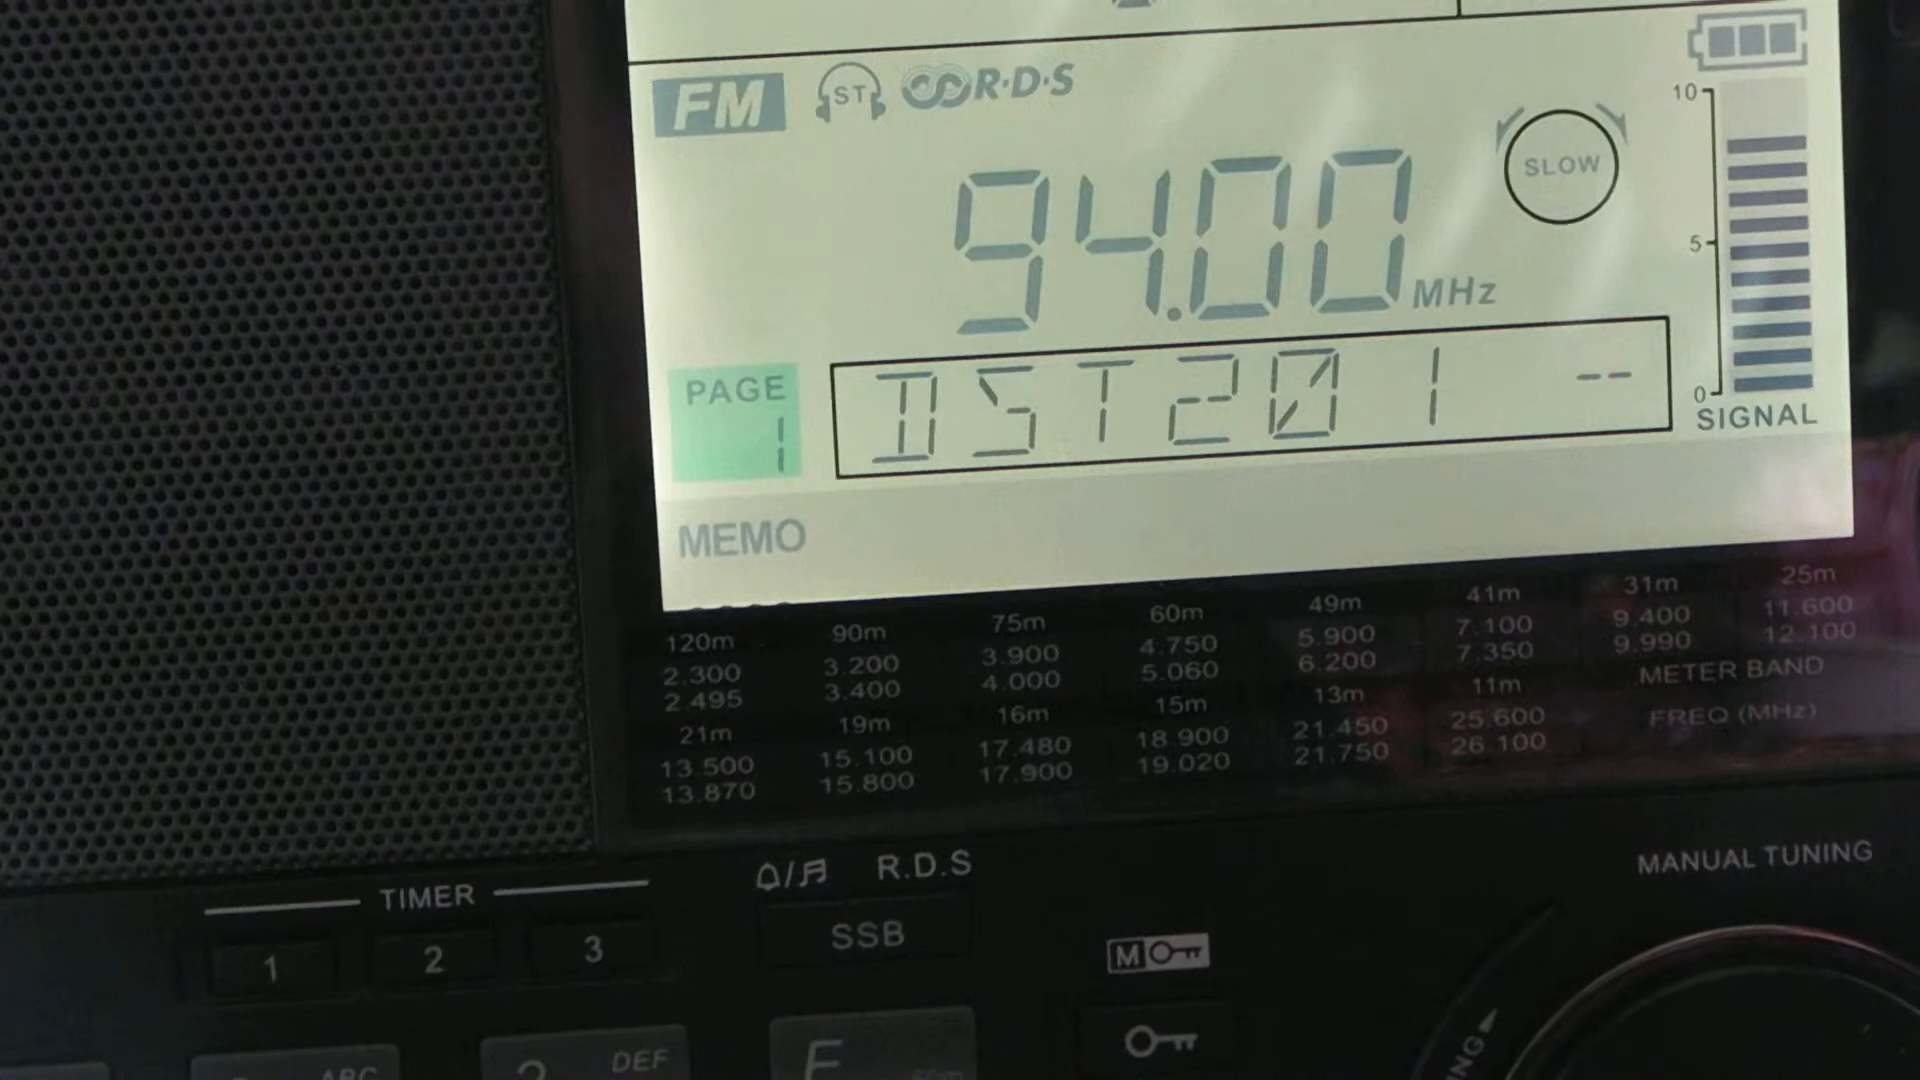 FM ST R·D·S
94.00 MHz
SLOW
10
5
0
SIGNAL
PAGE
1
DST201 --
MEMO
120m 90m 75m 60m 49m 41m 31m 25m
2.300 3.200 3.900 4.750 5.900 7.100 9.400 11.600
2.495 3.400 4.000 5.060 6.200 7.350 9.990 12.100
METER BAND
21m 19m 16m 15m 13m 11m
13.500 15.100 17.480 18.900 21.450 25.600
13.870 15.800 17.900 19.020 21.750 26.100
FREQ (MHz)
MANUAL TUNING
TIMER
1 2 3
R.D.S
SSB
M
2 DEF